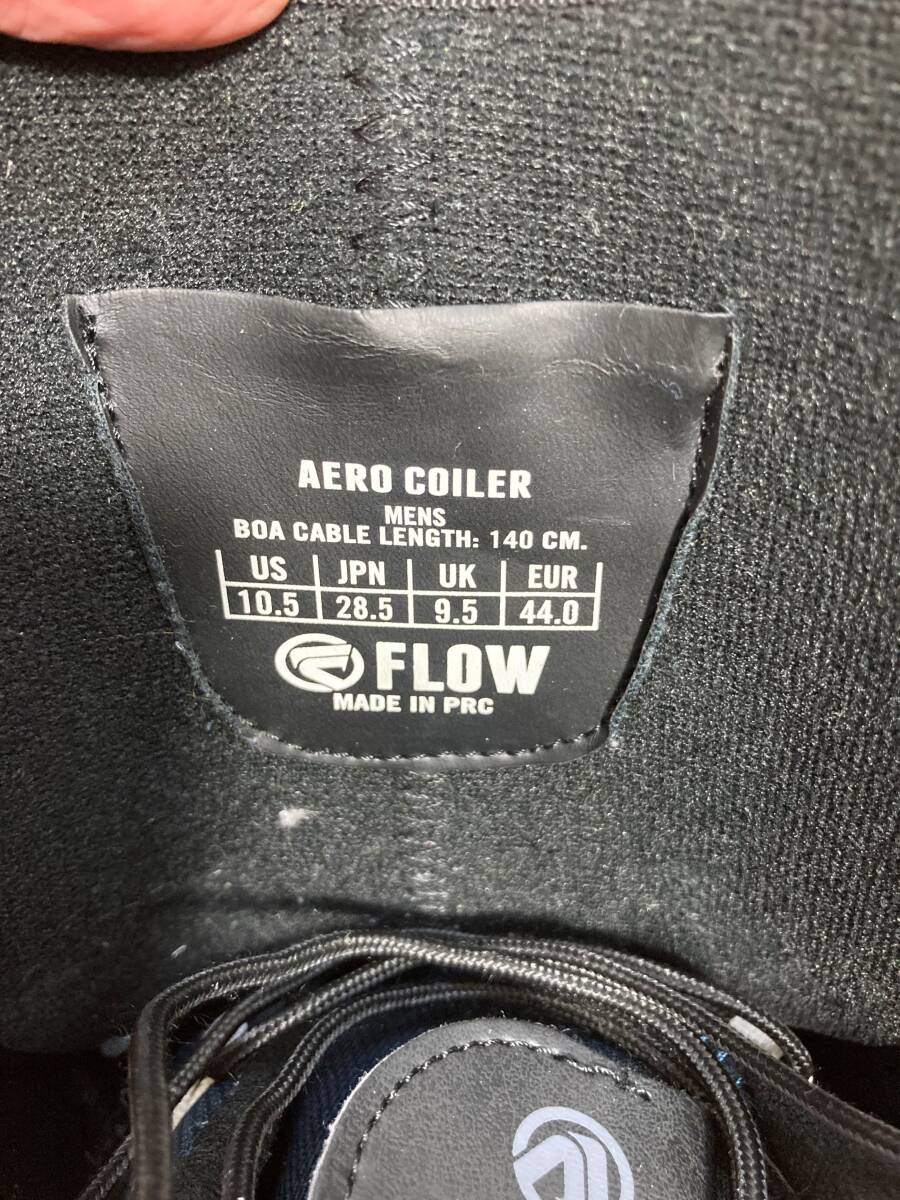 AERO COILER
MENS
BOA CABLE LENGTH: 140 CM.
US JPN UK EUR
10.5 28.5 9.5 44.0
FLOW
MADE IN PRC